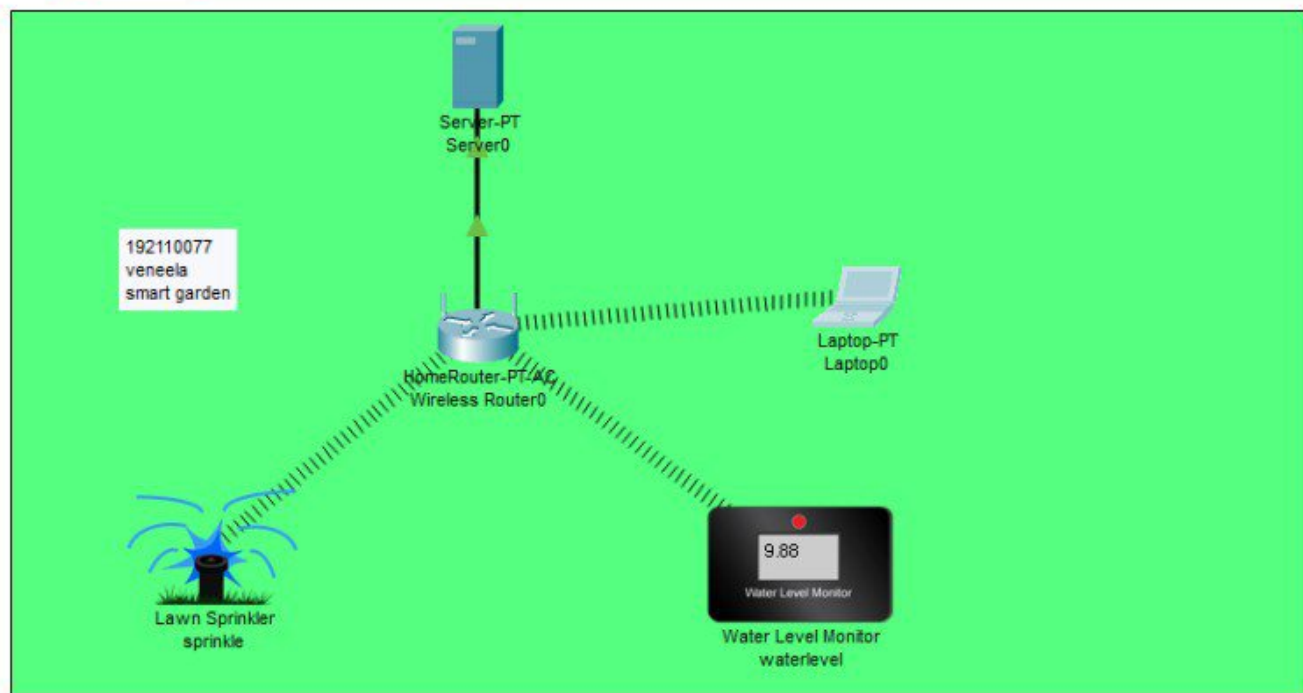 Server-PT
Server0
192110077
veneela
smart garden
HomeRouter-PT-AC
Wireless Router0
Laptop-PT
Laptop0
9.88
Water Level Monitor
Lawn Sprinkler
sprinkle
Water Level Monitor
waterlevel